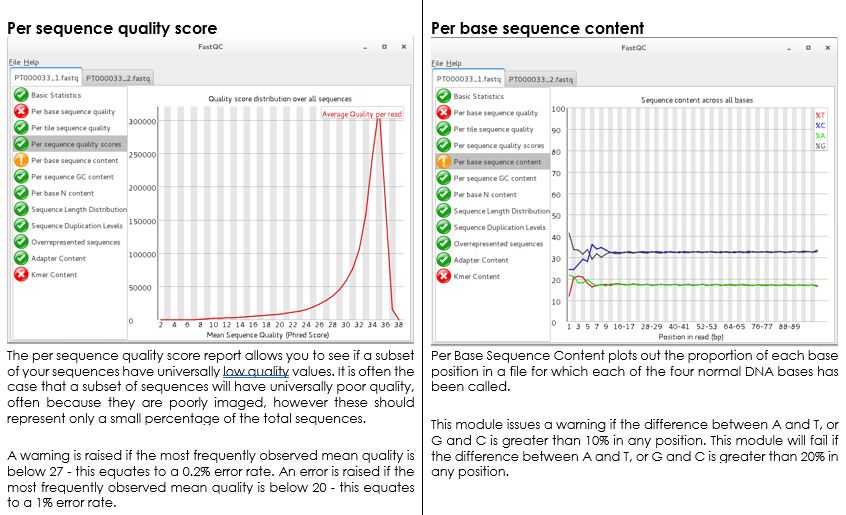 Per sequence quality score
FastQC
File Help
PT000033_1.fastq PT000033_2.fastq
Basic Statistics
Per base sequence quality
Per tile sequence quality
Per sequence quality scores
Per base sequence content
Per sequence GC content
Per base N content
Sequence Length Distribution
Sequence Duplication Levels
Overrepresented sequences
Adapter Content
Kmer Content
Quality score distribution over all sequences
Average Quality per read
300000
250000
200000
150000
100000
50000
0
2 4 6 8 10 12 14 16 18 20 22 24 26 28 30 32 34 36 38
Mean Sequence Quality (Phred Score)
The per sequence quality score report allows you to see if a subset
of your sequences have universally low quality values. It is often the
case that a subset of sequences will have universally poor quality,
often because they are poorly imaged, however these should
represent only a small percentage of the total sequences.
A warning is raised if the most frequently observed mean quality is
below 27 - this equates to a 0.2% error rate. An error is raised if the
most frequently observed mean quality is below 20 - this equates
to a 1% error rate.
Per base sequence content
FastQC
File Help
PT000033_1.fastq PT000033_2.fastq
Basic Statistics
Per base sequence quality
Per tile sequence quality
Per sequence quality scores
Per base sequence content
Per sequence GC content
Per base N content
Sequence Length Distribution
Sequence Duplication Levels
Overrepresented sequences
Adapter Content
Kmer Content
Sequence content across all bases
%T
%C
%A
%G
100
90
80
70
60
50
40
30
20
10
0
1 3 5 7 9 16-17 28-29 40-41 52-53 64-65 76-77 88-89
Position in read (bp)
Per Base Sequence Content plots out the proportion of each base
position in a file for which each of the four normal DNA bases has
been called.
This module issues a warning if the difference between A and T, or
G and C is greater than 10% in any position. This module will fail if
the difference between A and T, or G and C is greater than 20% in
any position.